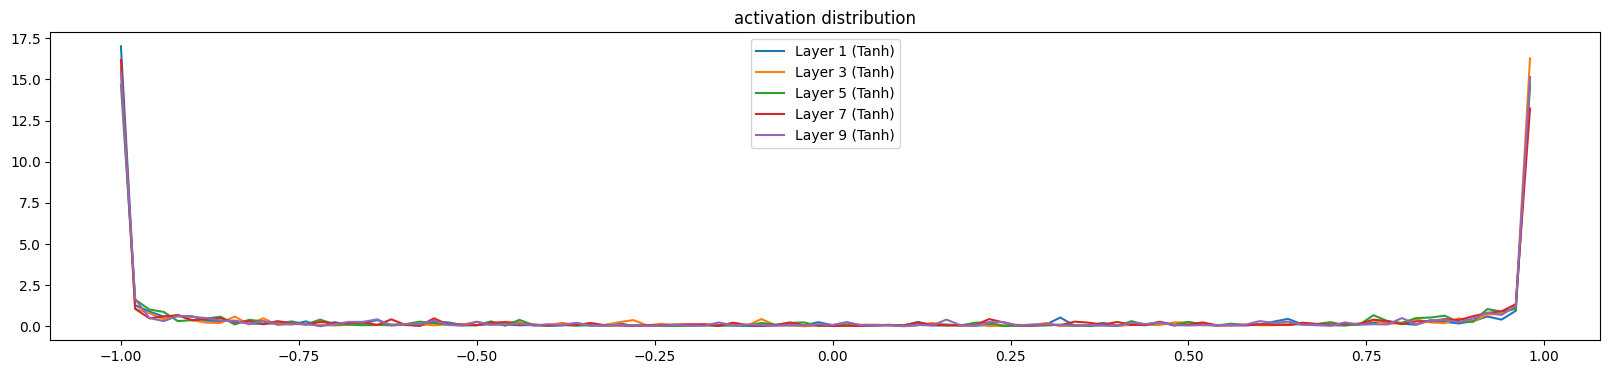 activation distribution
17.5
15.0
12.5
10.0
7.5
5.0
2.5
0.0
Layer 1 (Tanh)
Layer 3 (Tanh)
Layer 5 (Tanh)
Layer 7 (Tanh)
Layer 9 (Tanh)
−1.00 −0.75 −0.50 −0.25 0.00 0.25 0.50 0.75 1.00